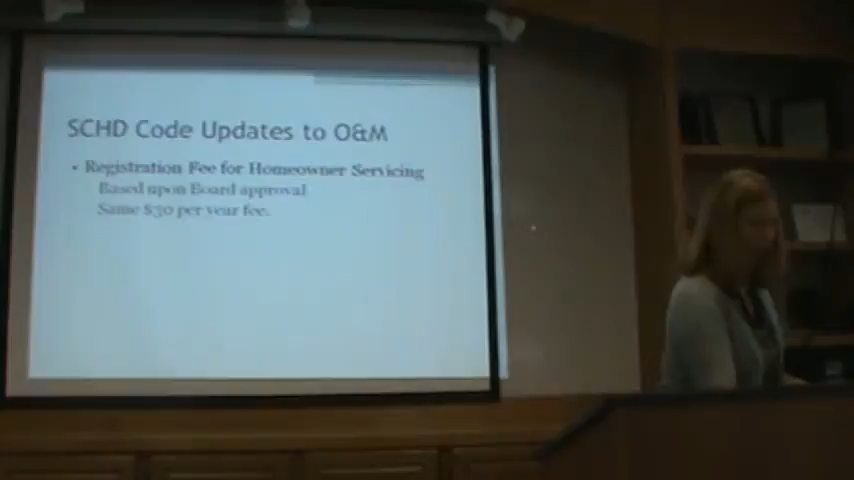 SCHD Code Updates to O&M
• Registration Fee for Homeowner Servicing
Based upon Board approval
Same $30 per year fee.